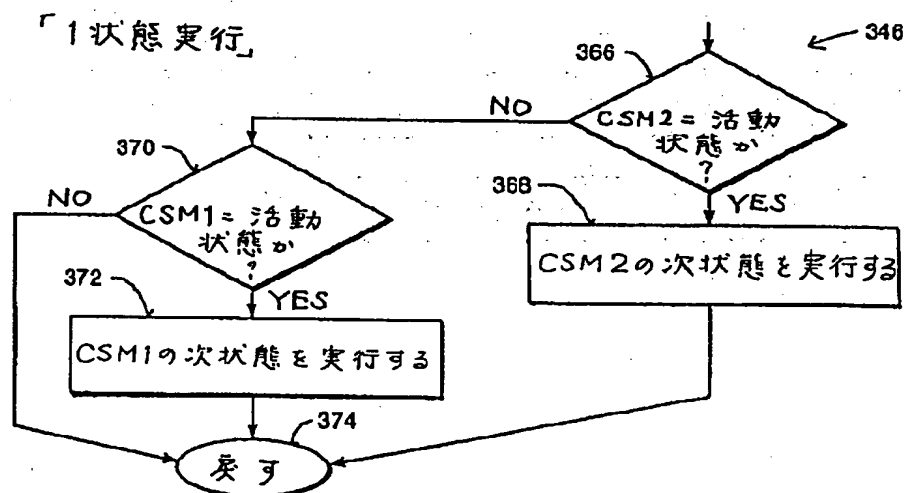 「1状態実行」
346
366
CSM2=活動
状態か
?
NO
YES
370
CSM1=活動
状態か
?
NO
YES
368
CSM2の次状態を実行する
372
CSM1の次状態を実行する
374
戻す